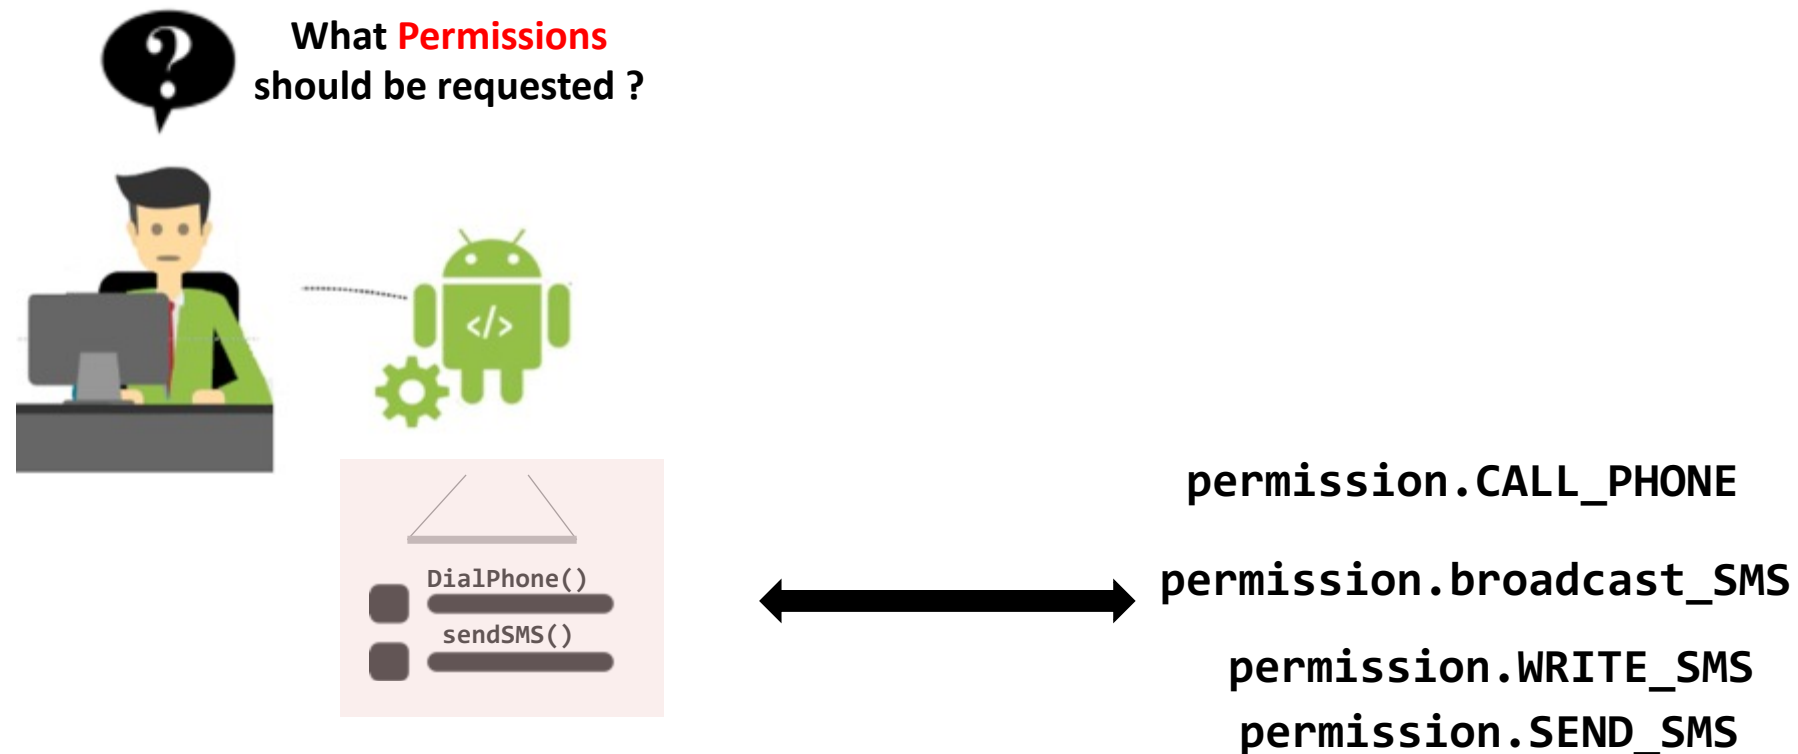 ?
What Permissions
should be requested ?
</>
DialPhone()
sendSMS()
permission.CALL_PHONE
permission.broadcast_SMS
permission.WRITE_SMS
permission.SEND_SMS